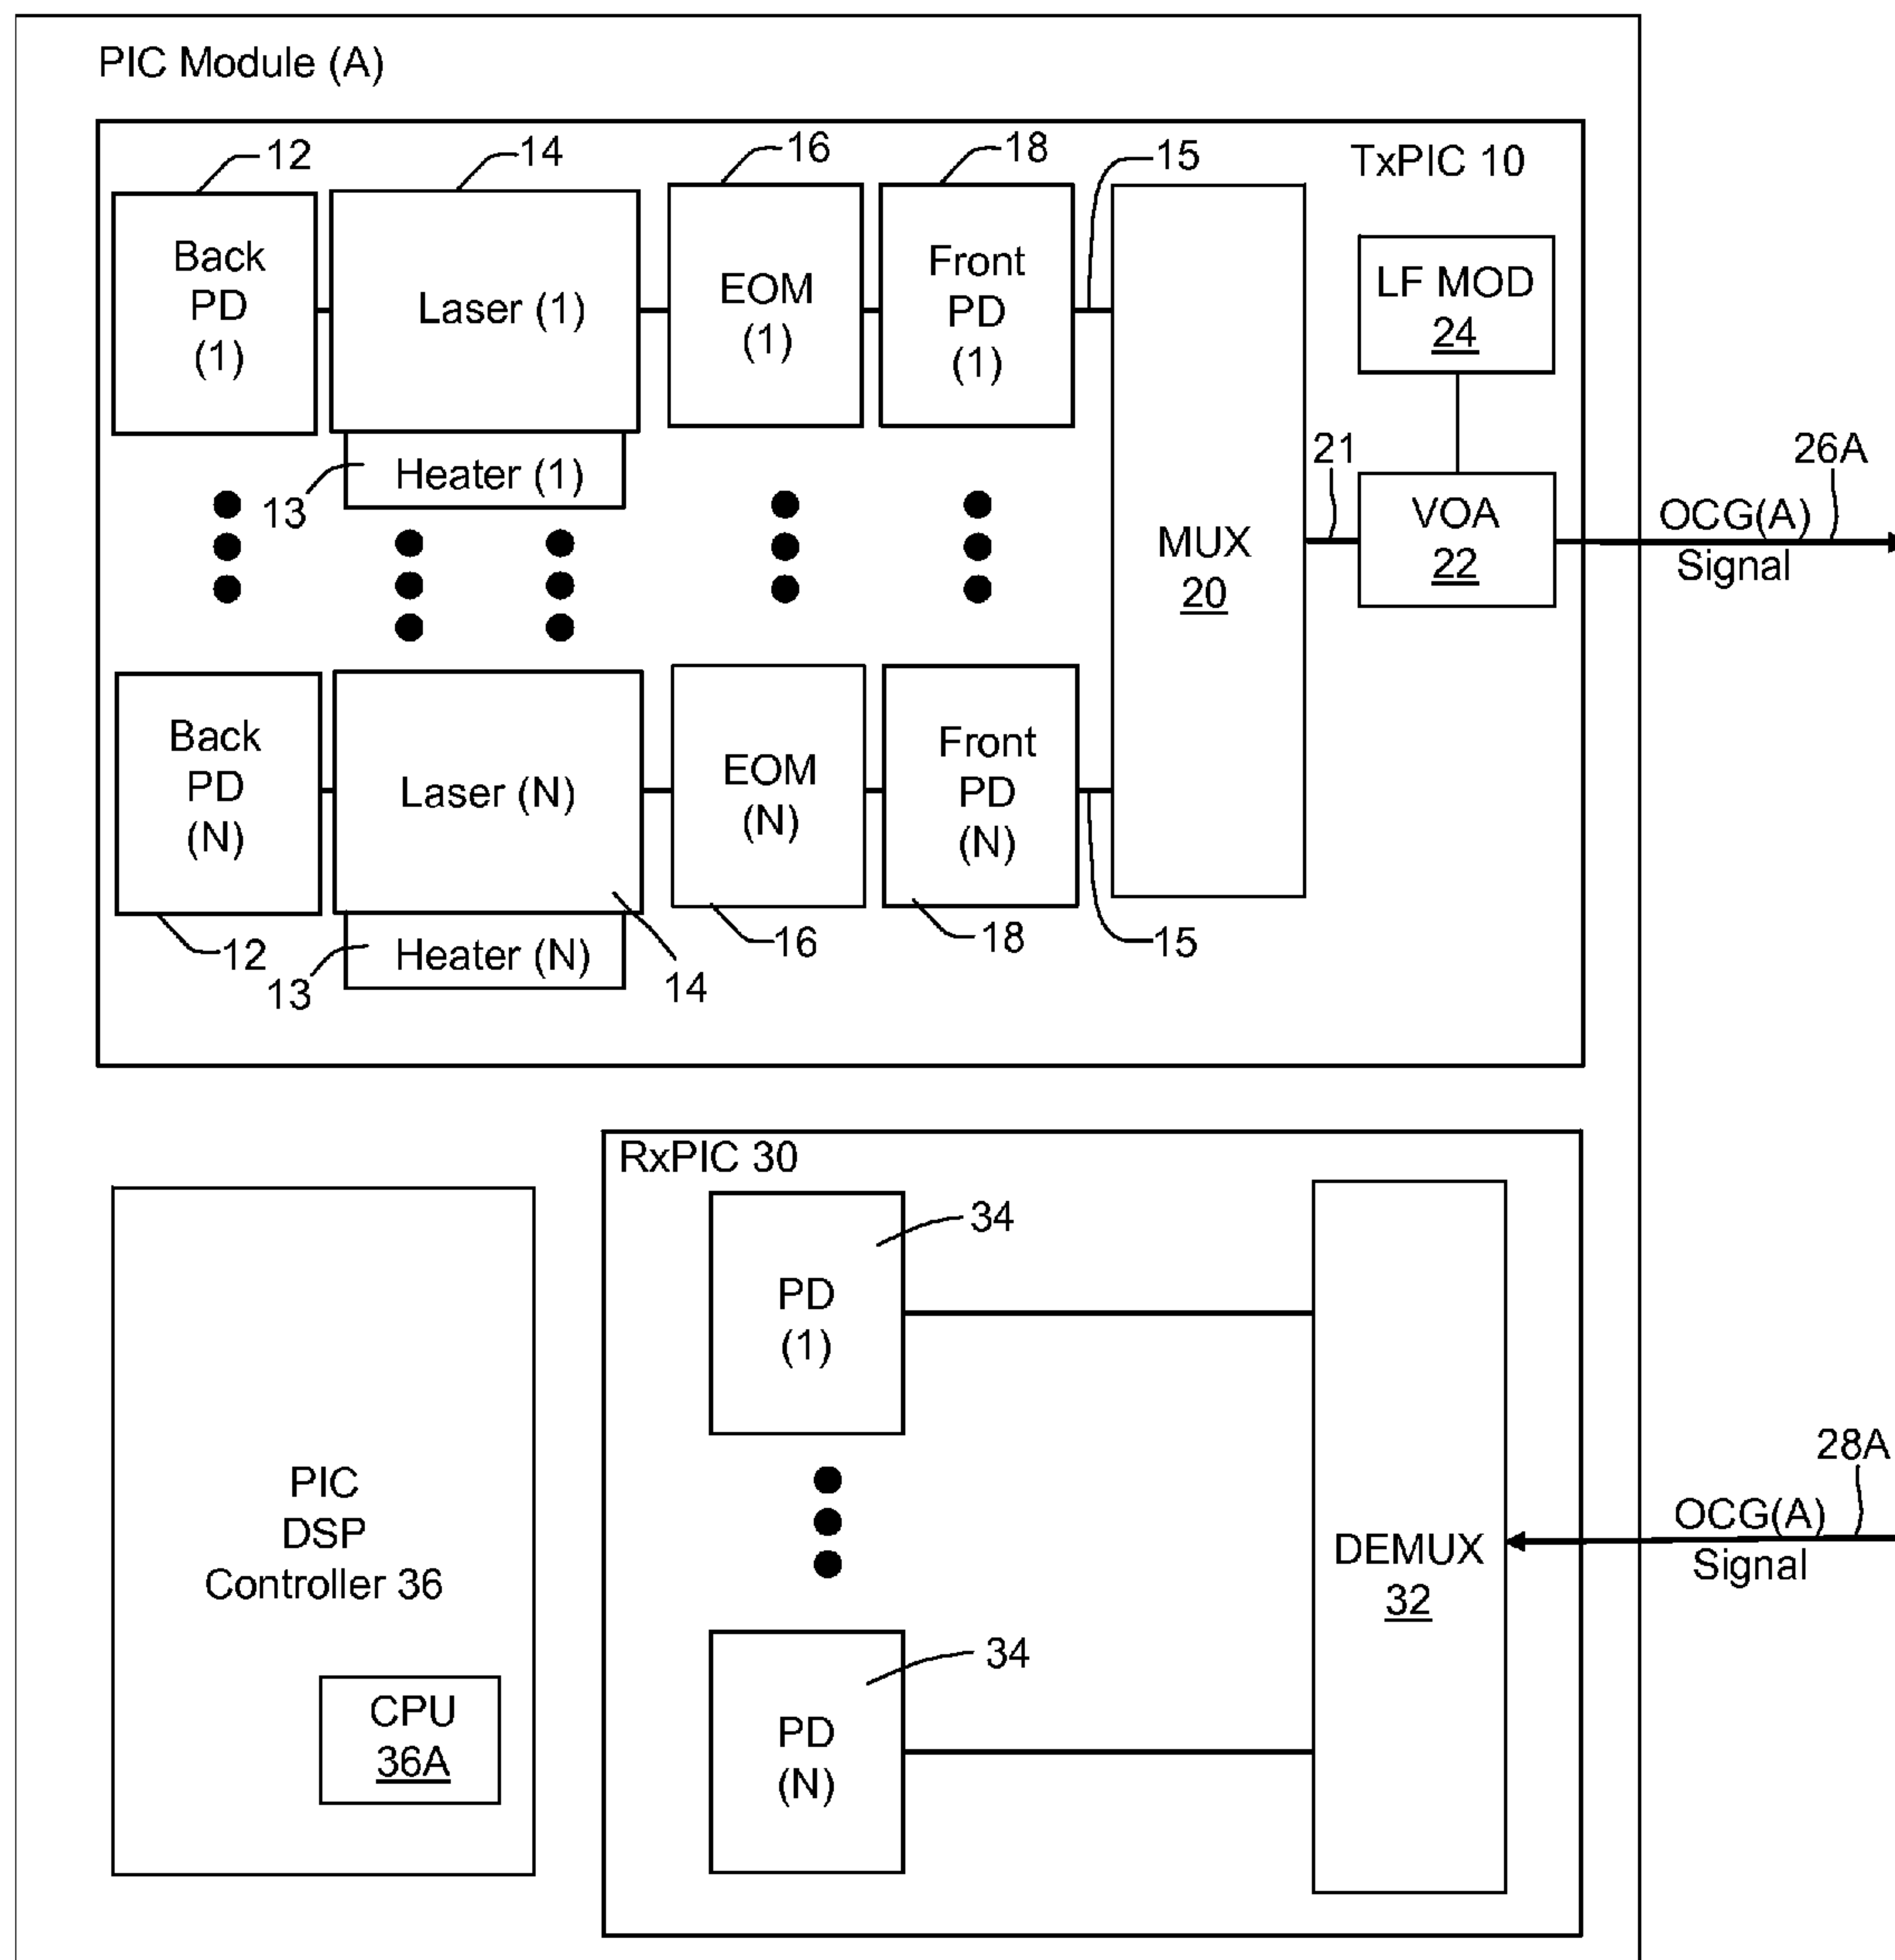 PIC Module (A)
12
14
16
18
15
TxPIC 10
Back
PD
(1)
Laser (1)
EOM
(1)
Front
PD
(1)
LF MOD
24
Heater (1)
13
MUX
20
21
VOA
22
26A
OCG(A)
Signal
Back
PD
(N)
Laser (N)
EOM
(N)
Front
PD
(N)
12
13
Heater (N)
14
16
18
15
RxPIC 30
34
PD
(1)
PIC
DSP
Controller 36
CPU
36A
34
PD
(N)
DEMUX
32
28A
OCG(A)
Signal